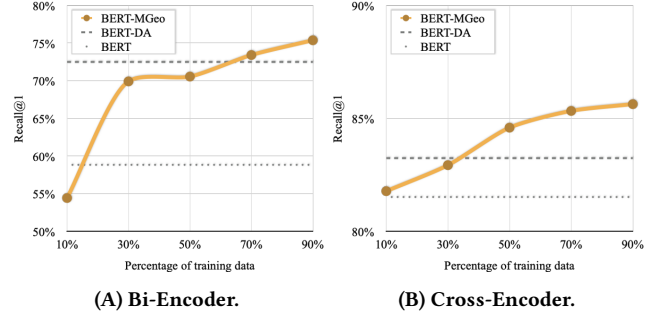 80%
75%
70%
65%
60%
55%
50%
Recall@1
BERT-MGeo
BERT-DA
BERT
10%
30%
50%
70%
90%
Percentage of training data
(A) Bi-Encoder.
90%
85%
80%
Recall@1
BERT-MGeo
BERT-DA
BERT
10%
30%
50%
70%
90%
Percentage of training data
(B) Cross-Encoder.